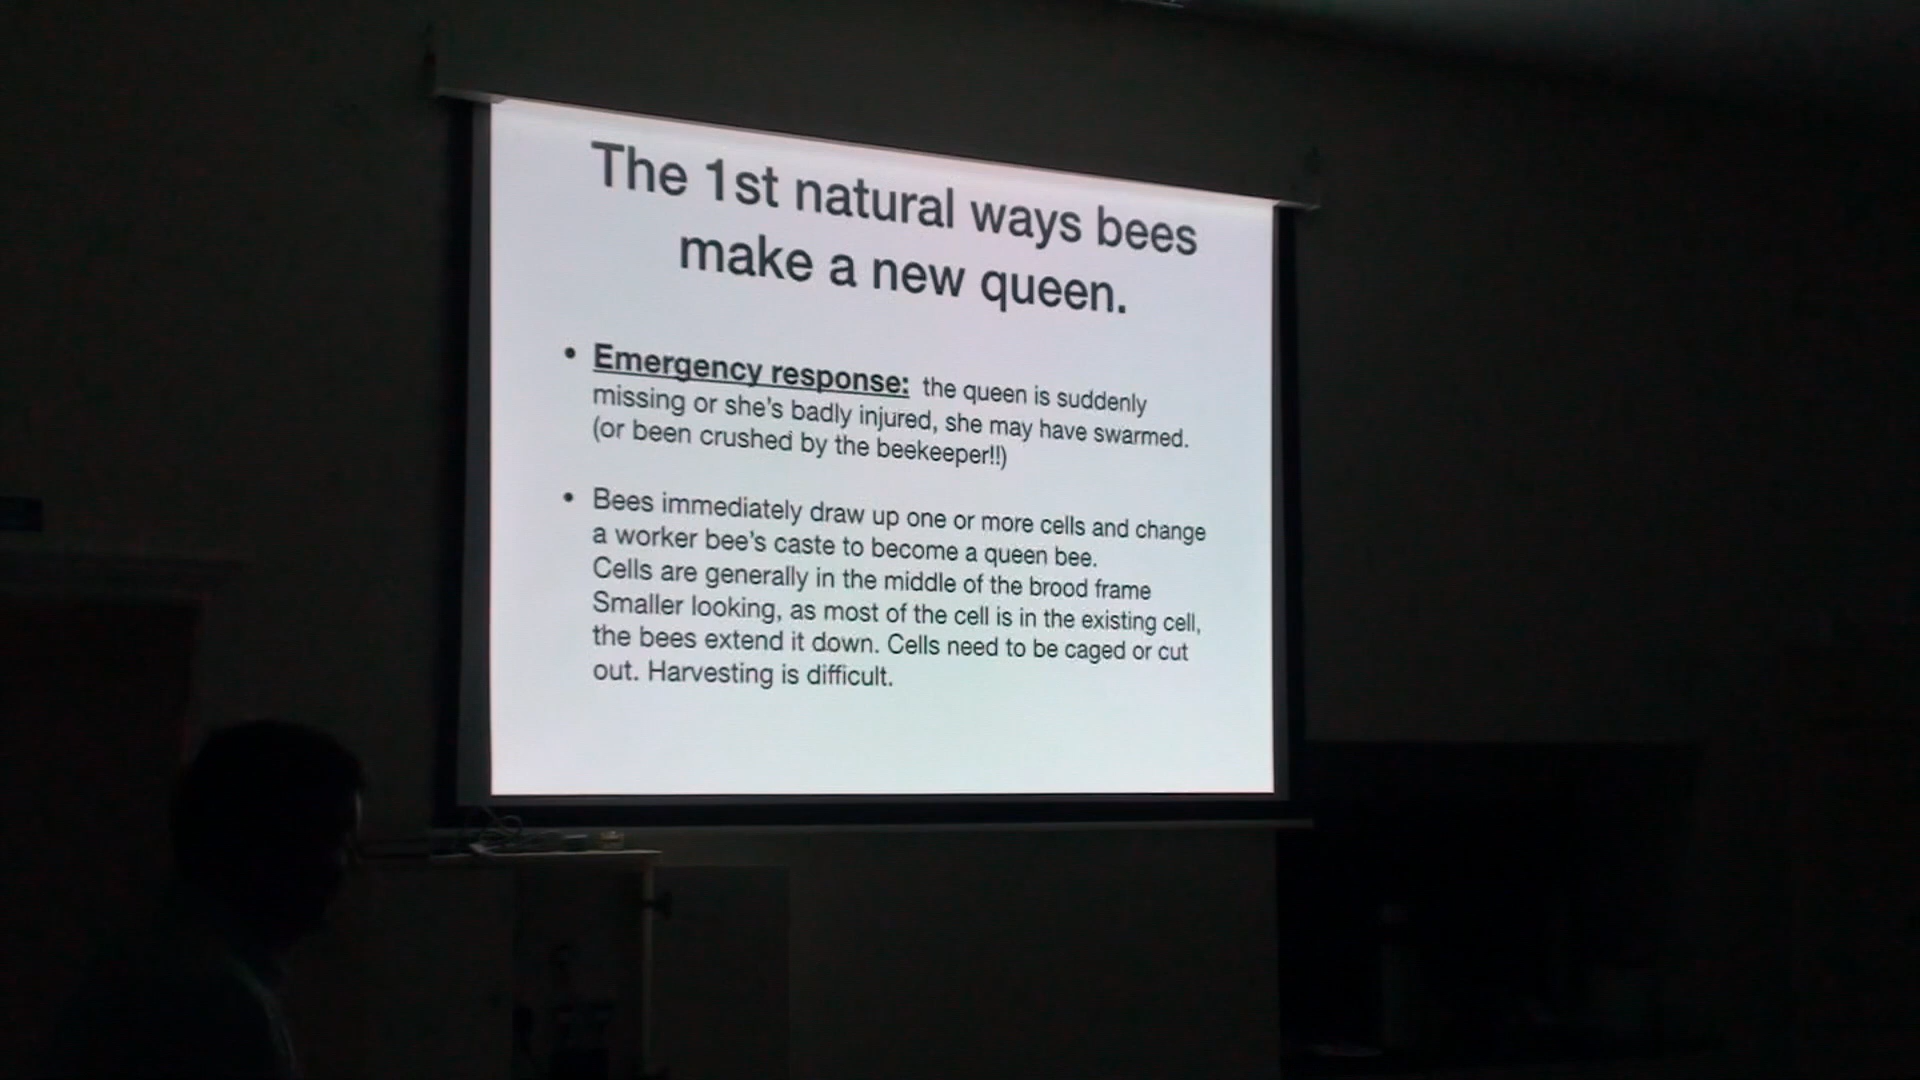 The 1st natural ways bees
make a new queen.
• Emergency response: the queen is suddenly
missing or she's badly injured, she may have swarmed.
(or been crushed by the beekeeper!!)
• Bees immediately draw up one or more cells and change
a worker bee's caste to become a queen bee.
Cells are generally in the middle of the brood frame
Smaller looking, as most of the cell is in the existing cell,
the bees extend it down. Cells need to be caged or cut
out. Harvesting is difficult.